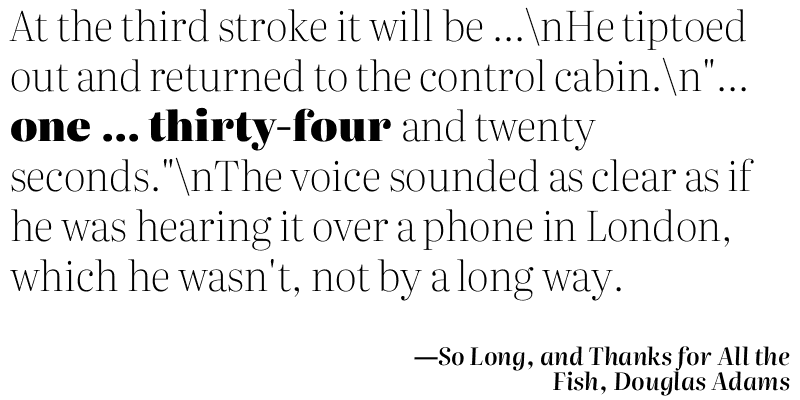 At the third stroke it will be ...\nHe tiptoed
out and returned to the control cabin.\n"...
one ... thirty-four and twenty
seconds."\nThe voice sounded as clear as if
he was hearing it over a phone in London,
which he wasn't, not by a long way.
—So Long, and Thanks for All the
Fish, Douglas Adams